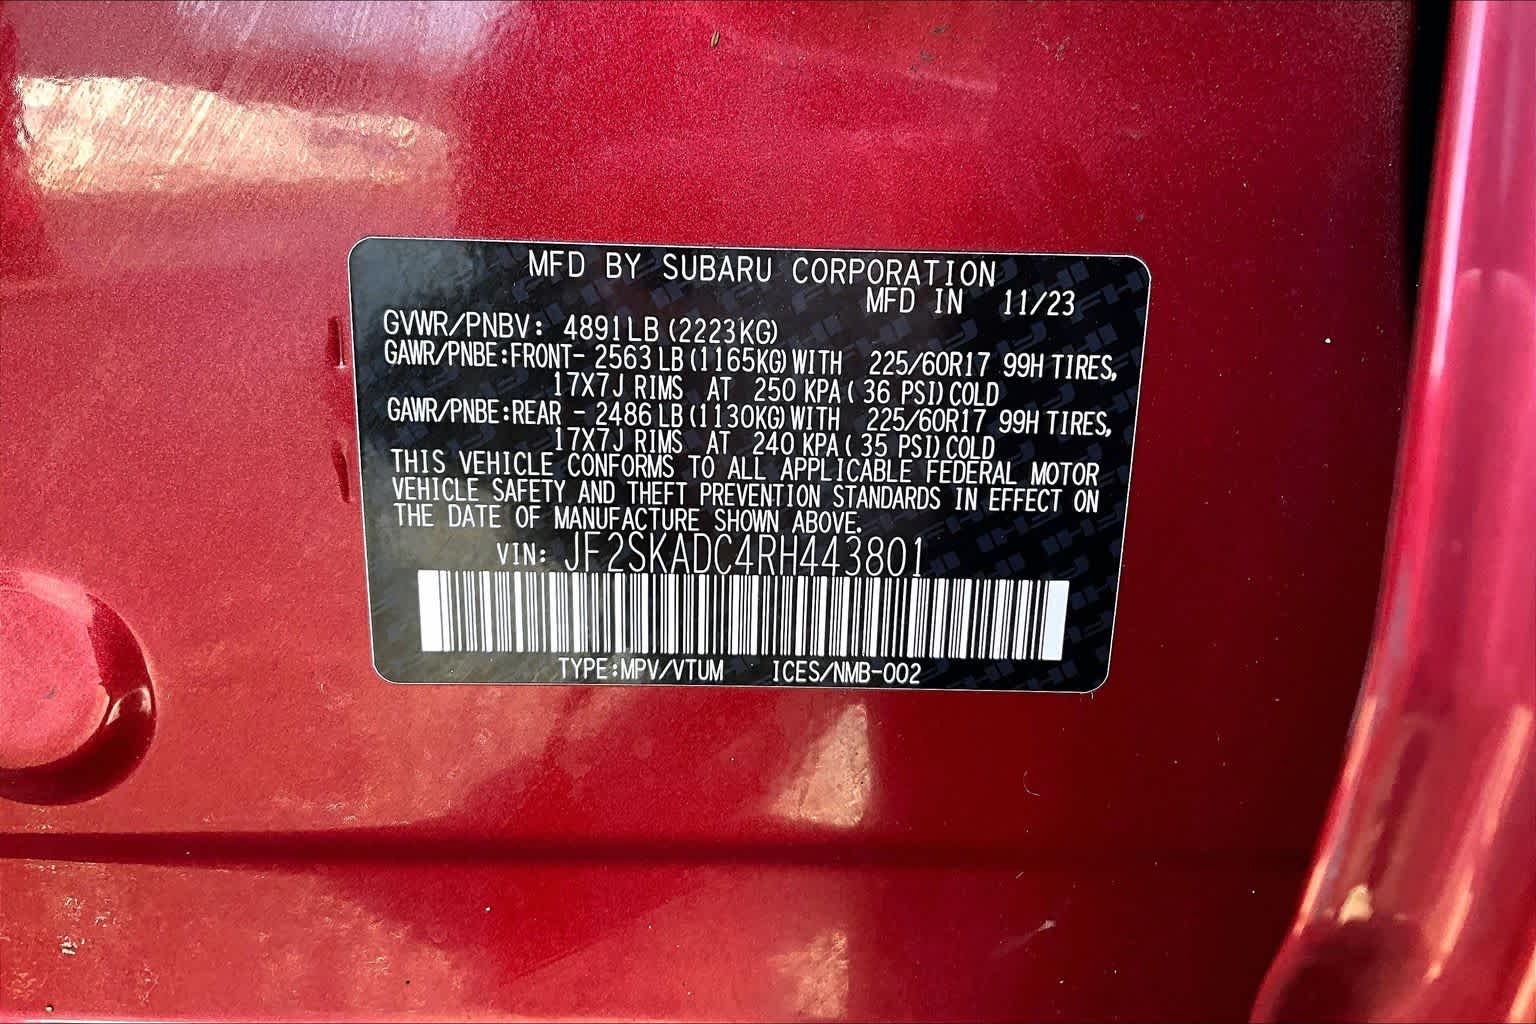 MFD BY SUBARU CORPORATION
MFD IN 11/23
GVWR/PNBV: 4891LB (2223KG)
GAWR/PNBE:FRONT- 2563LB (1165KG) WITH 225/60R17 99H TIRES,
17X7J RIMS AT 250 KPA( 36 PSI) COLD
GAWR/PNBE:REAR - 2486LB (1130KG) WITH 225/60R17 99H TIRES,
17X7J RIMS AT 240 KPA( 35 PSI) COLD
THIS VEHICLE CONFORMS TO ALL APPLICABLE FEDERAL MOTOR
VEHICLE SAFETY AND THEFT PREVENTION STANDARDS IN EFFECT ON
THE DATE OF MANUFACTURE SHOWN ABOVE.
VIN: JF2SKADC4RH443801
TYPE:MPV/VTUM ICES/NMB-002